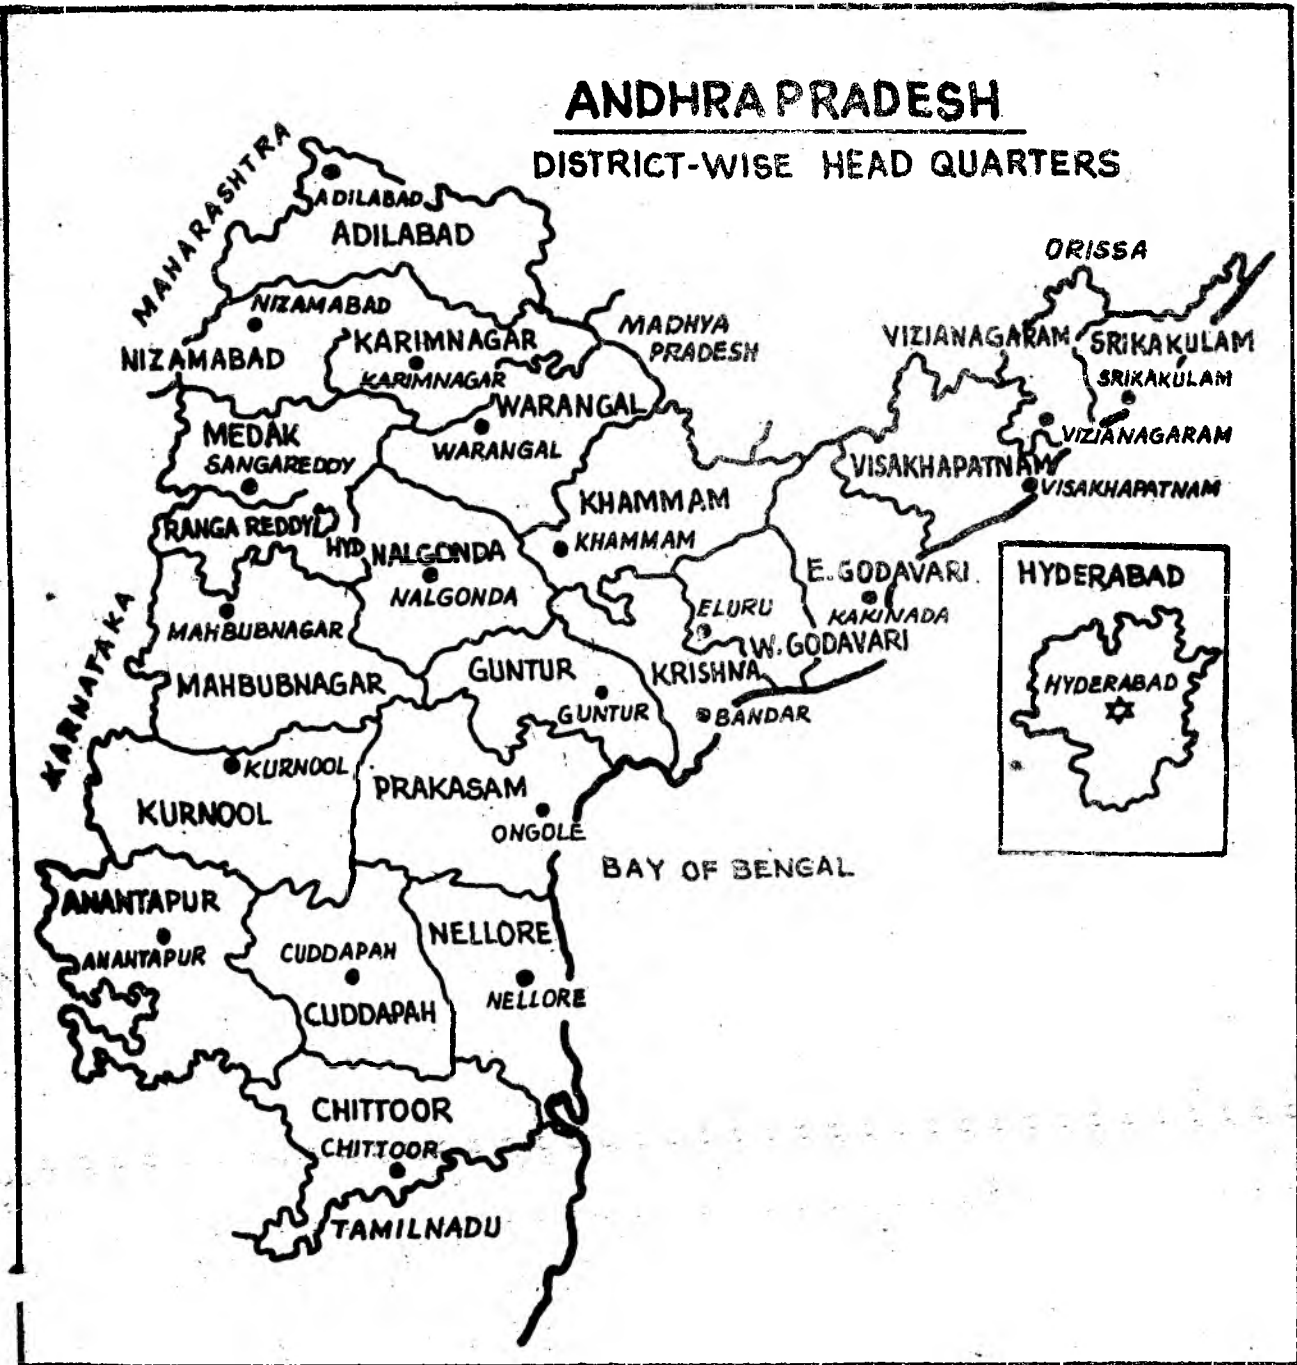 ANDHRA PRADESH
DISTRICT-WISE HEAD QUARTERS
MAHARASHTRA
ADILABAD
ADILABAD
ORISSA
NIZAMABAD
NIZAMABAD
MADHYA
PRADESH
KARIMNAGAR
KARIMNAGAR
VIZIANAGARAM
SRIKAKULAM
SRIKAKULAM
WARANGAL
WARANGAL
MEDAK
SANGAREDDY
VIZIANAGARAM
VISAKHAPATNAM
VISAKHAPATNAM
KHAMMAM
KHAMMAM
RANGA REDDY
HYD
NALGONDA
NALGONDA
E.GODAVARI
KAKINADA
HYDERABAD
HYDERABAD
ELURU
W.GODAVARI
KARNATAKA
MAHBUBNAGAR
MAHBUBNAGAR
GUNTUR
GUNTUR
KRISHNA
BANDAR
KURNOOL
KURNOOL
PRAKASAM
ONGOLE
BAY OF BENGAL
ANANTAPUR
ANANTAPUR
CUDDAPAH
CUDDAPAH
NELLORE
NELLORE
CHITTOOR
CHITTOOR
TAMILNADU